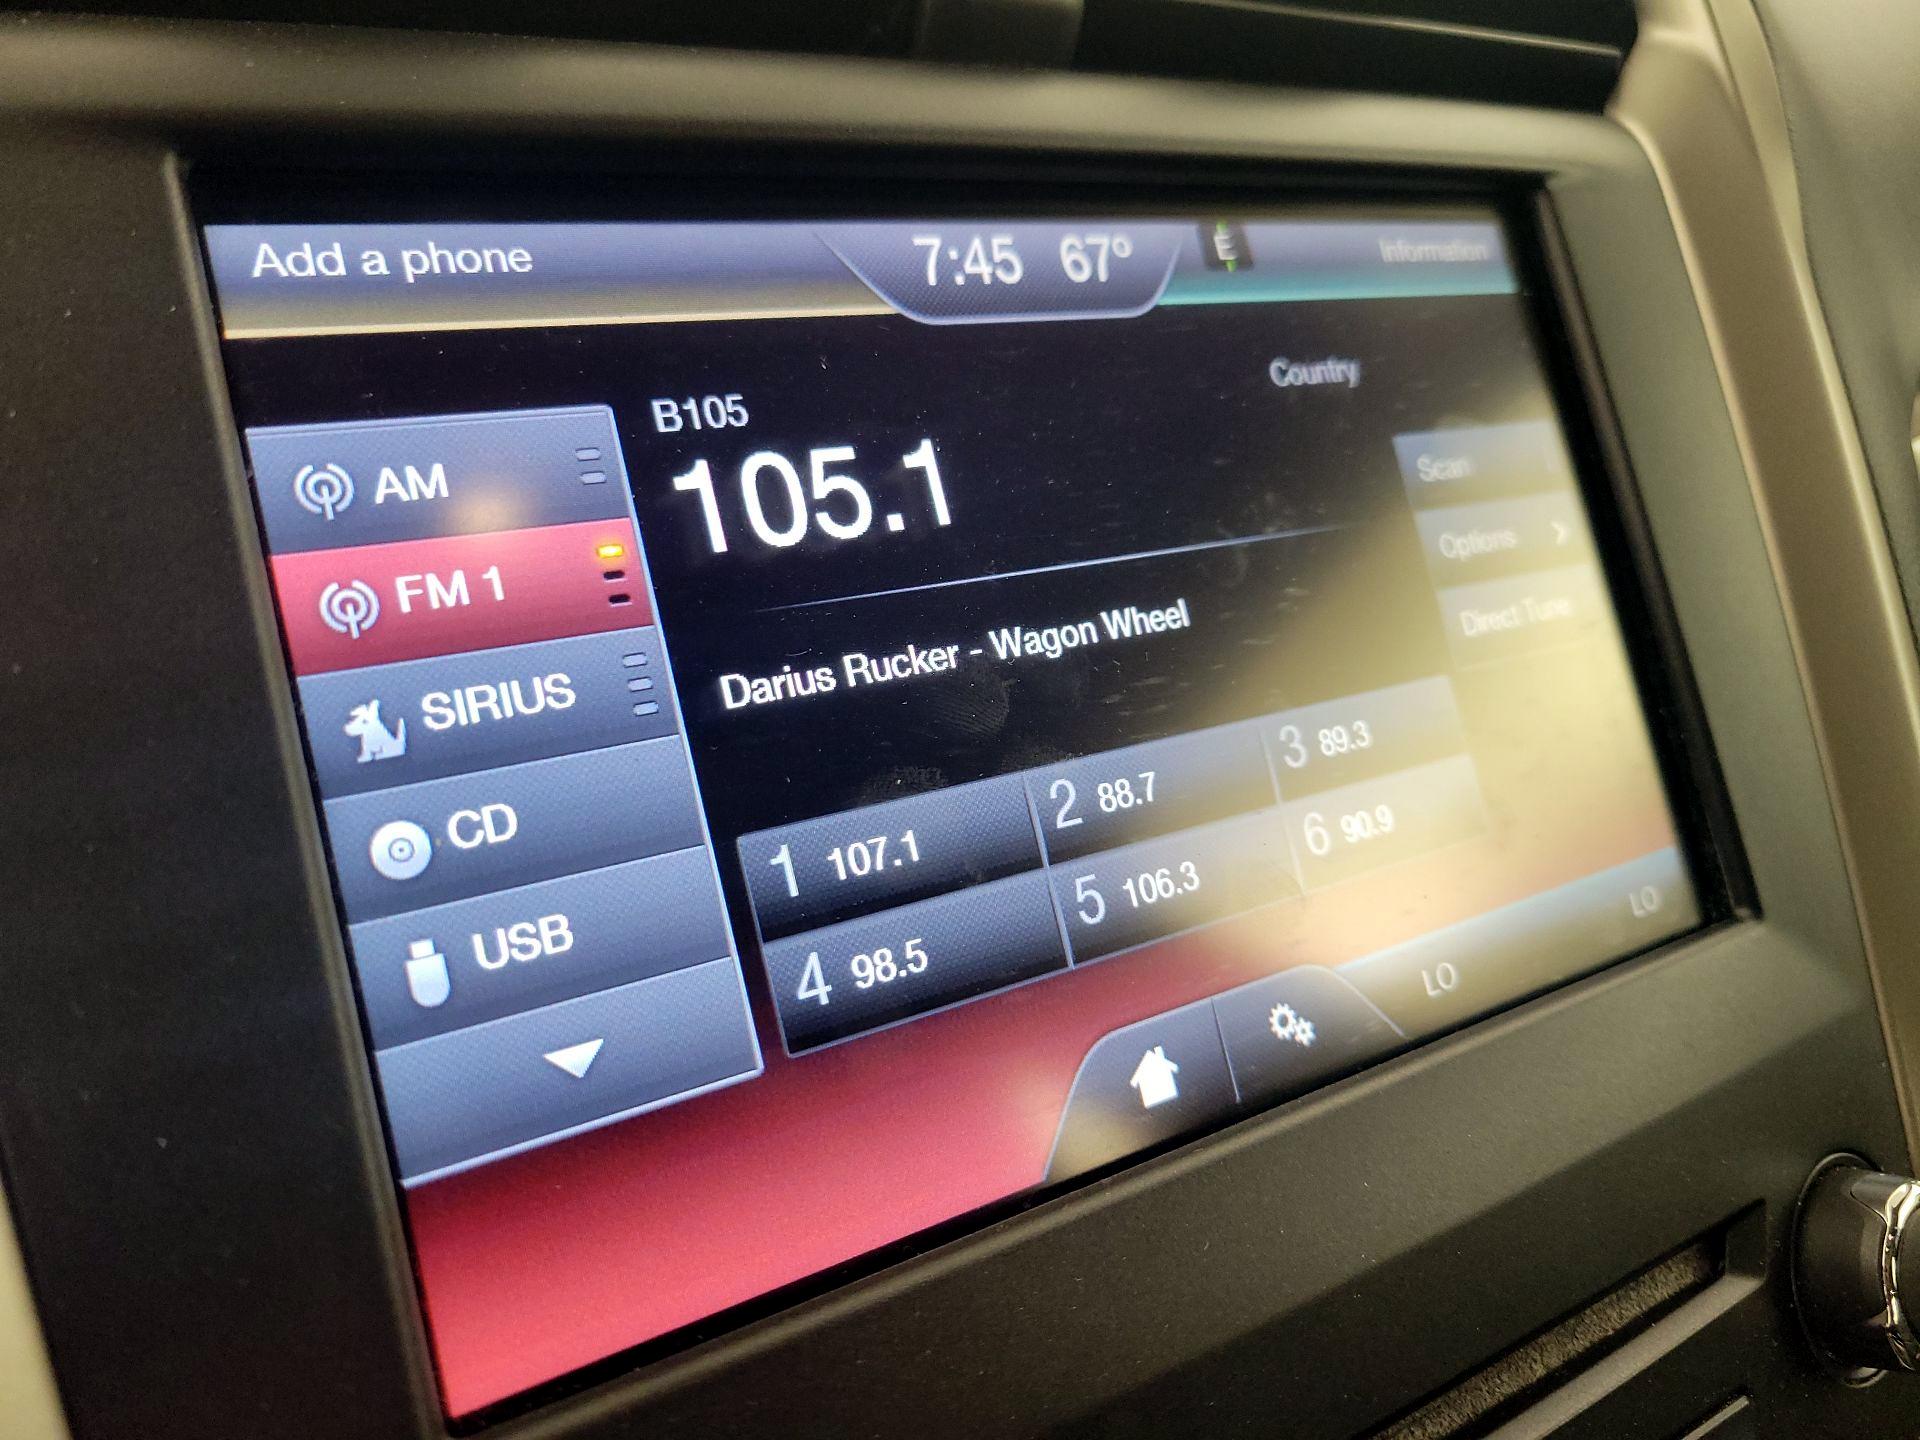 Add a phone
7:45 67°
E
Information
Country
B105
105.1
AM
FM 1
SIRIUS
CD
USB
Scan
Options
Direct Tune
Darius Rucker - Wagon Wheel
1 107.1
2 88.7
3 89.3
4 98.5
5 106.3
6 90.9
LO
LO